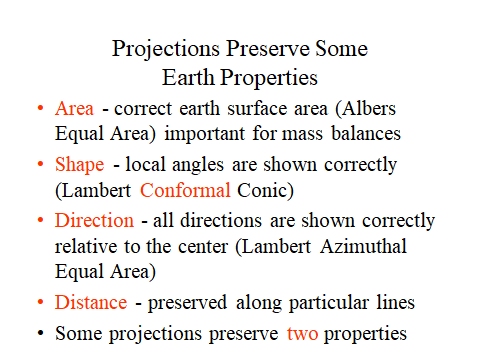 Projections Preserve Some
Earth Properties
• Area - correct earth surface area (Albers
Equal Area) important for mass balances
• Shape - local angles are shown correctly
(Lambert Conformal Conic)
• Direction - all directions are shown correctly
relative to the center (Lambert Azimuthal
Equal Area)
• Distance - preserved along particular lines
• Some projections preserve two properties